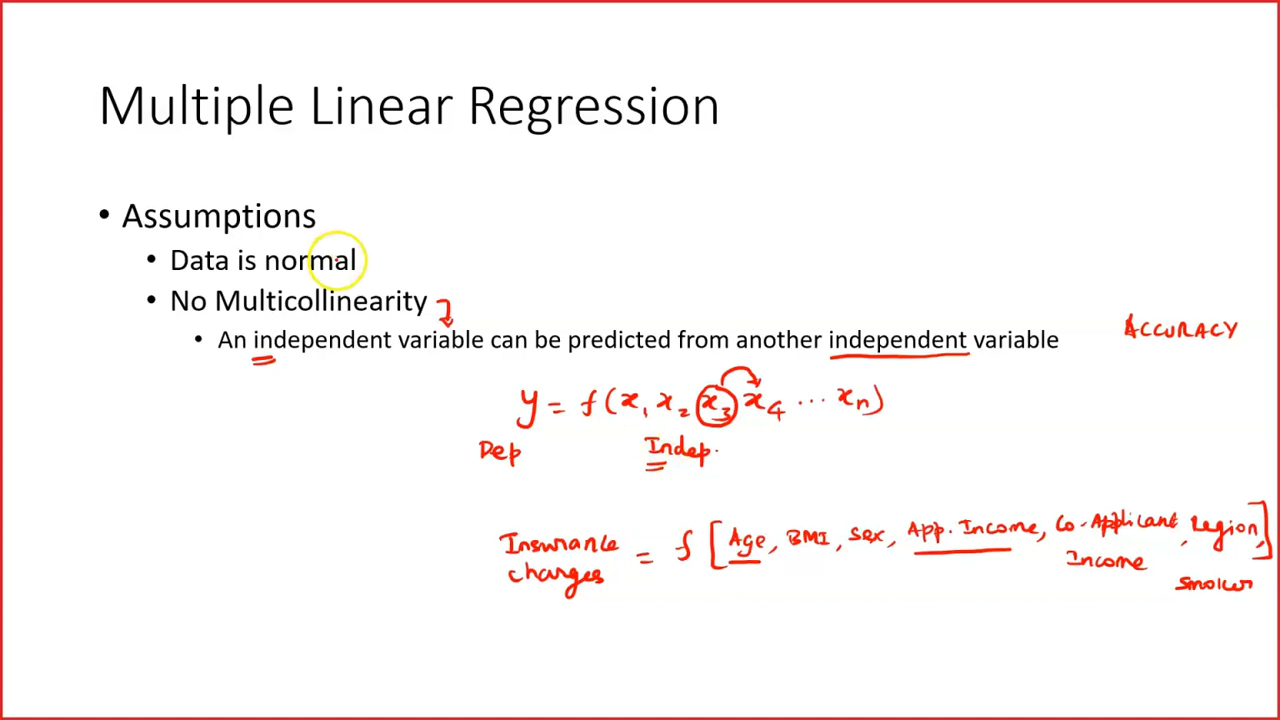 Multiple Linear Regression
• Assumptions
• Data is normal
• No Multicollinearity
• An independent variable can be predicted from another independent variable
ACCURACY
y = f(x₁ x₂ x₃ x₄ ... xₙ)
Dep Indep.
Insurance charges = f [Age, BMI, Sex, App. Income, Co-Applicant Income, region, smoker]